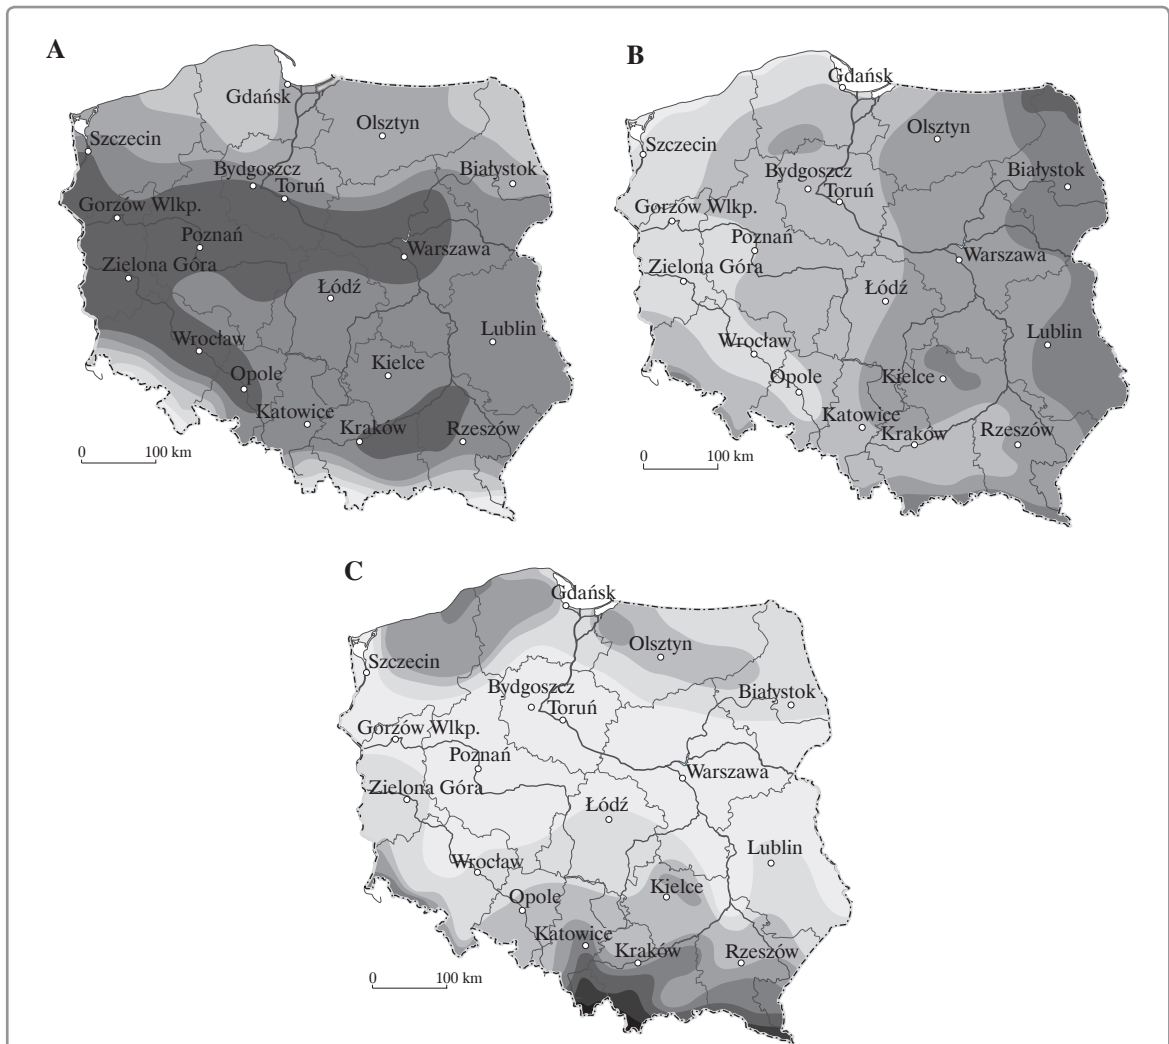 A
Gdańsk
Olsztyn
Szczecin
Bydgoszcz
Białystok
Toruń
Gorzów Wlkp.
Poznań
Warszawa
Zielona Góra
Łódź
Lublin
Wrocław
Kielce
Opole
Katowice
Kraków
Rzeszów
0 100 km
B
Gdańsk
Olsztyn
Szczecin
Bydgoszcz
Białystok
Toruń
Gorzów Wlkp.
Poznań
Warszawa
Zielona Góra
Łódź
Lublin
Wrocław
Opole
Kielce
Katowice
Kraków
Rzeszów
0 100 km
C
Gdańsk
Olsztyn
Szczecin
Bydgoszcz
Białystok
Toruń
Gorzów Wlkp.
Poznań
Warszawa
Zielona Góra
Łódź
Lublin
Wrocław
Kielce
Opole
Katowice
Kraków
Rzeszów
0 100 km